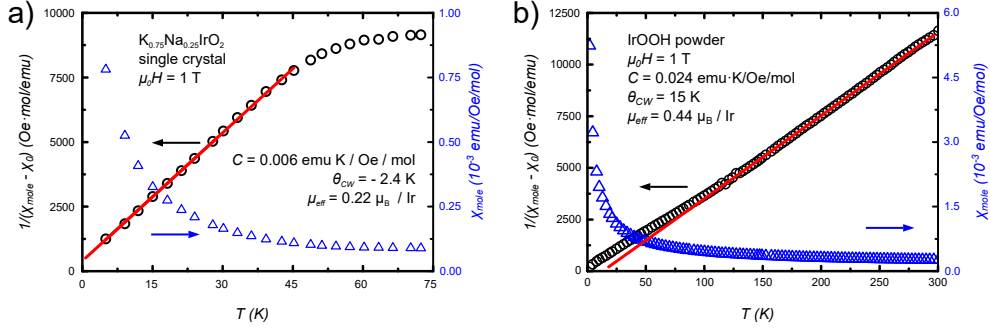 a)
K0.75Na0.25IrO2
single crystal
μ0H = 1 T
C = 0.006 emu K / Oe / mol
θCW = - 2.4 K
μeff = 0.22 μB / Ir
1/(χmole - χ0) (Oe·mol/emu)
10000
7500
5000
2500
0
0 15 30 45 60 75
T (K)
1.00
0.75
0.50
0.25
0.00
χmole (10-3 emu/Oe/mol)
b)
IrOOH powder
μ0H = 1 T
C = 0.024 emu·K/Oe/mol
θCW = 15 K
μeff = 0.44 μB / Ir
1/(χmole - χ0) (Oe·mol/emu)
12500
10000
7500
5000
2500
0
0 50 100 150 200 250 300
T (K)
6.0
4.5
3.0
1.5
0.0
χmole (10-3 emu/Oe/mol)